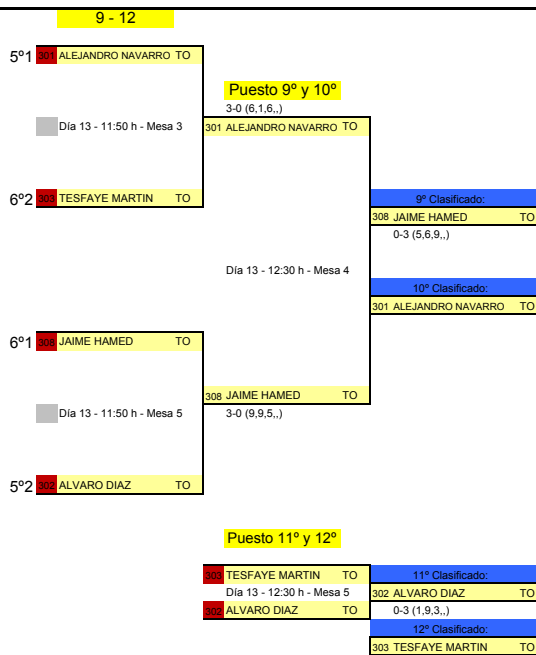 9 - 12
5º1 301 ALEJANDRO NAVARRO TO
Puesto 9º y 10º
3-0 (6,1,6,,)
Día 13 - 11:50 h - Mesa 3
301 ALEJANDRO NAVARRO TO
6º2 303 TESFAYE MARTIN TO
9º Clasificado:
308 JAIME HAMED TO
0-3 (5,6,9,,)
Día 13 - 12:30 h - Mesa 4
10º Clasificado:
301 ALEJANDRO NAVARRO TO
6º1 308 JAIME HAMED TO
308 JAIME HAMED TO
Día 13 - 11:50 h - Mesa 5
3-0 (9,9,5,,)
5º2 302 ALVARO DIAZ TO
Puesto 11º y 12º
303 TESFAYE MARTIN TO
11º Clasificado:
Día 13 - 12:30 h - Mesa 5
302 ALVARO DIAZ TO
302 ALVARO DIAZ TO
0-3 (1,9,3,,)
12º Clasificado:
303 TESFAYE MARTIN TO